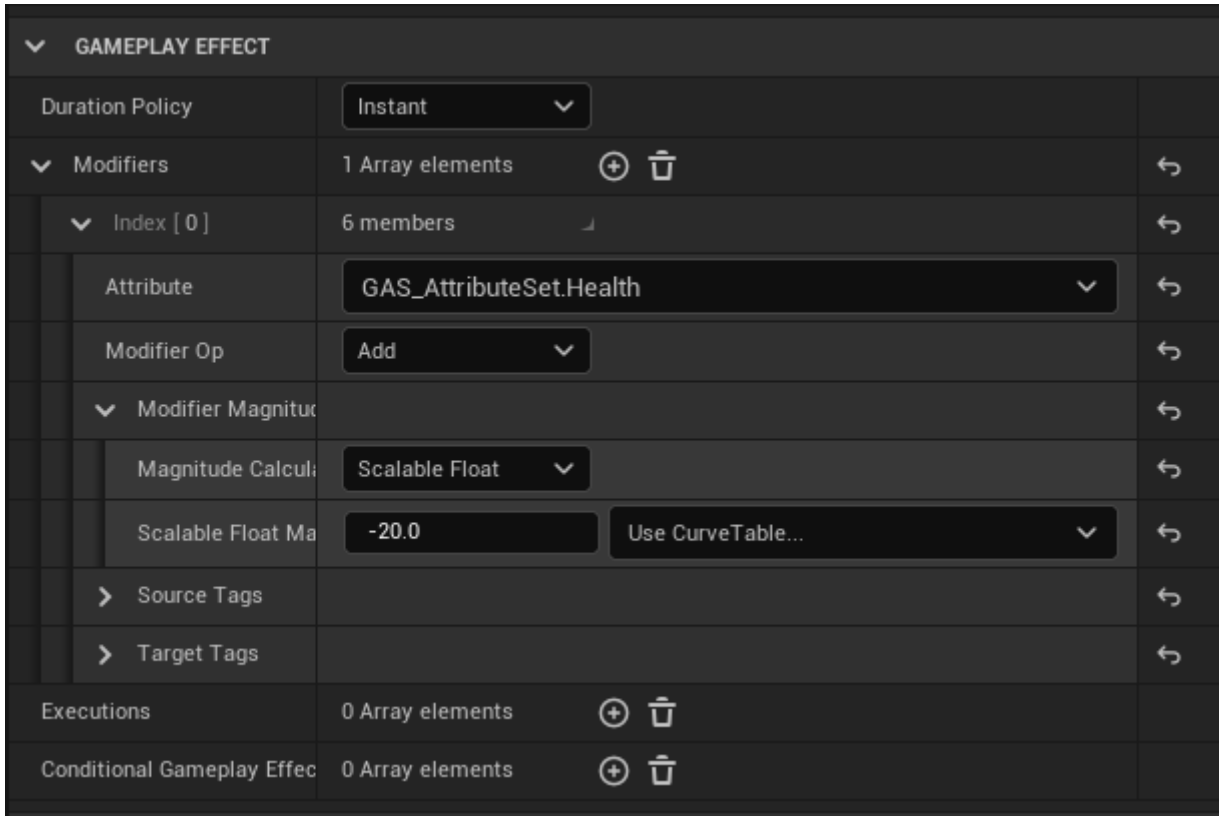 GAMEPLAY EFFECT
Duration Policy Instant
Modifiers 1 Array elements
Index [ 0 ] 6 members
Attribute GAS_AttributeSet.Health
Modifier Op Add
Modifier Magnituc
Magnitude Calcula Scalable Float
Scalable Float Ma -20.0 Use CurveTable...
Source Tags
Target Tags
Executions 0 Array elements
Conditional Gameplay Effec 0 Array elements